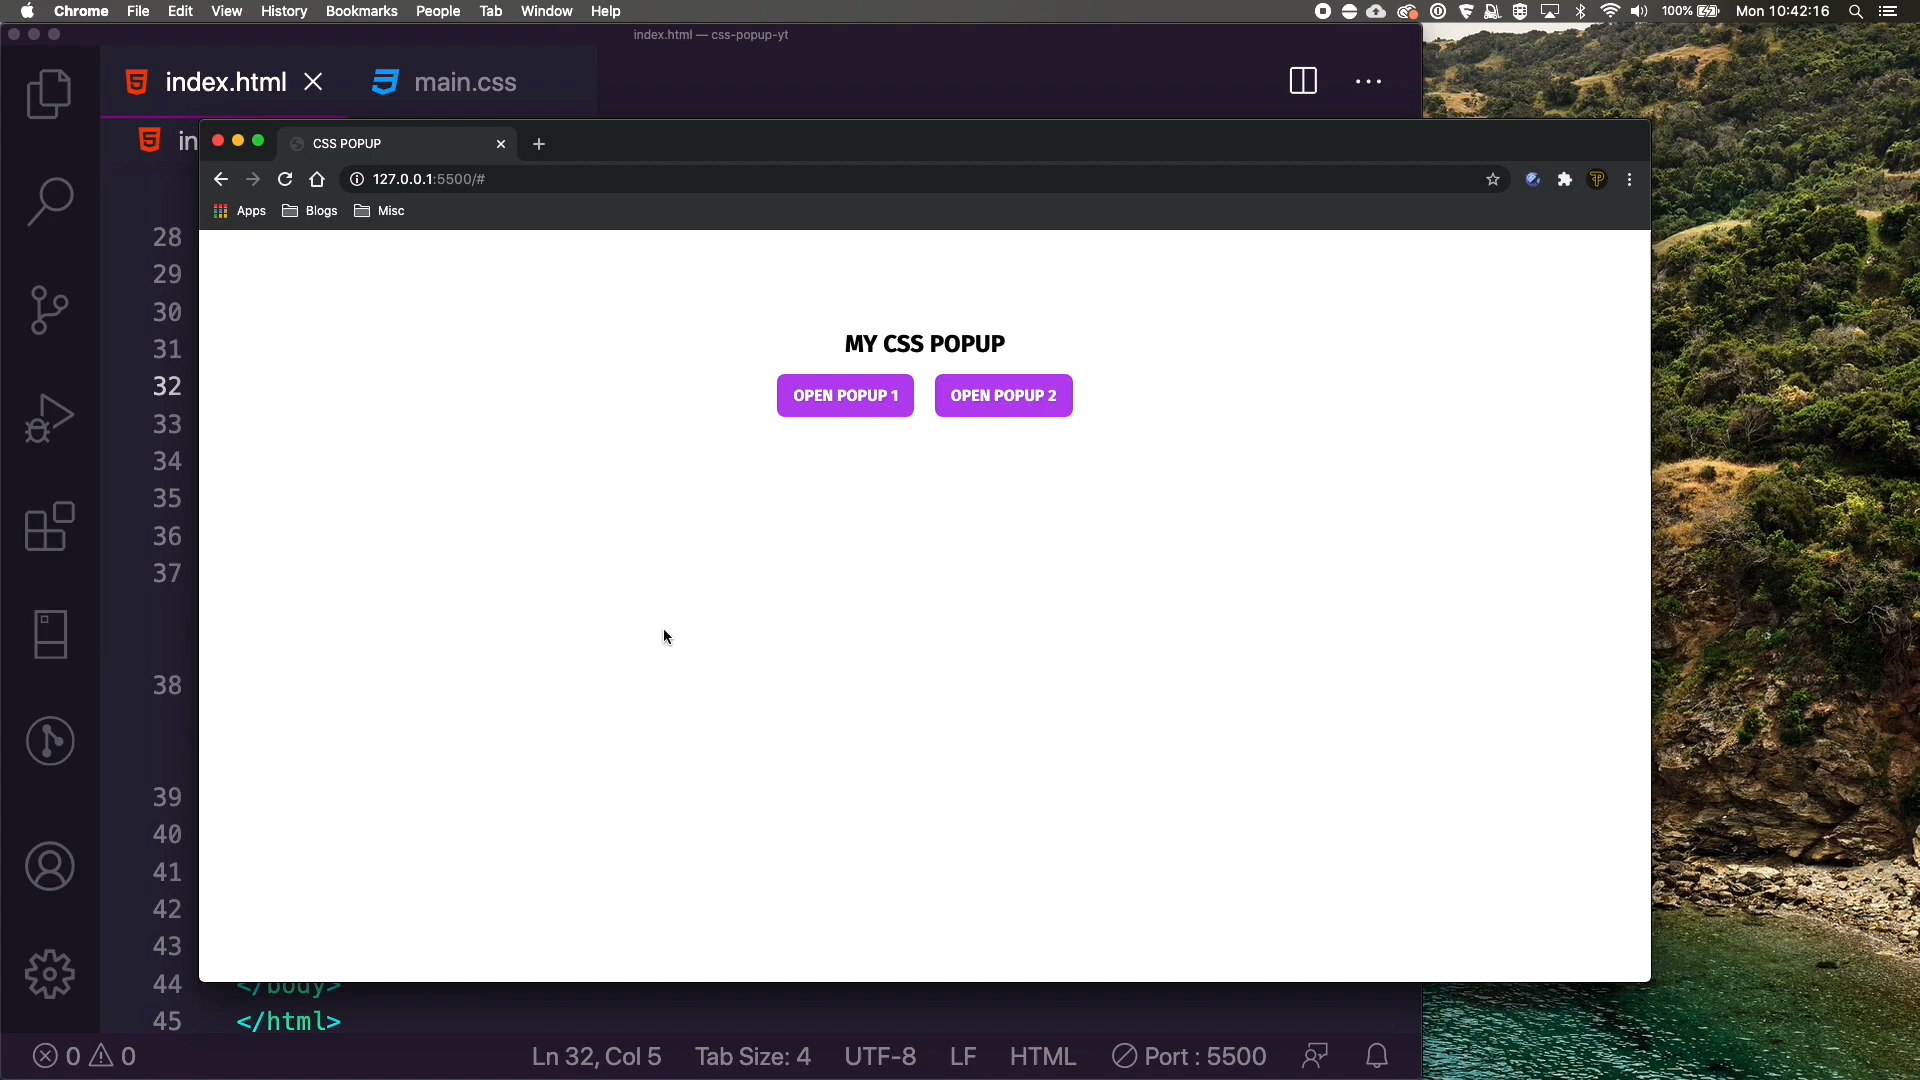 Chrome File Edit View History Bookmarks People Tab Window Help 100% Mon 10:42:16
index.html — css-popup-yt
index.html main.css
in
CSS POPUP
127.0.0.1:5500/#
Apps Blogs Misc
28
29
30
31
32
33
34
35
36
37
38
39
40
41
42
43
44 </body>
45 </html>
MY CSS POPUP
OPEN POPUP 1 OPEN POPUP 2
0 0 Ln 32, Col 5 Tab Size: 4 UTF-8 LF HTML Port : 5500